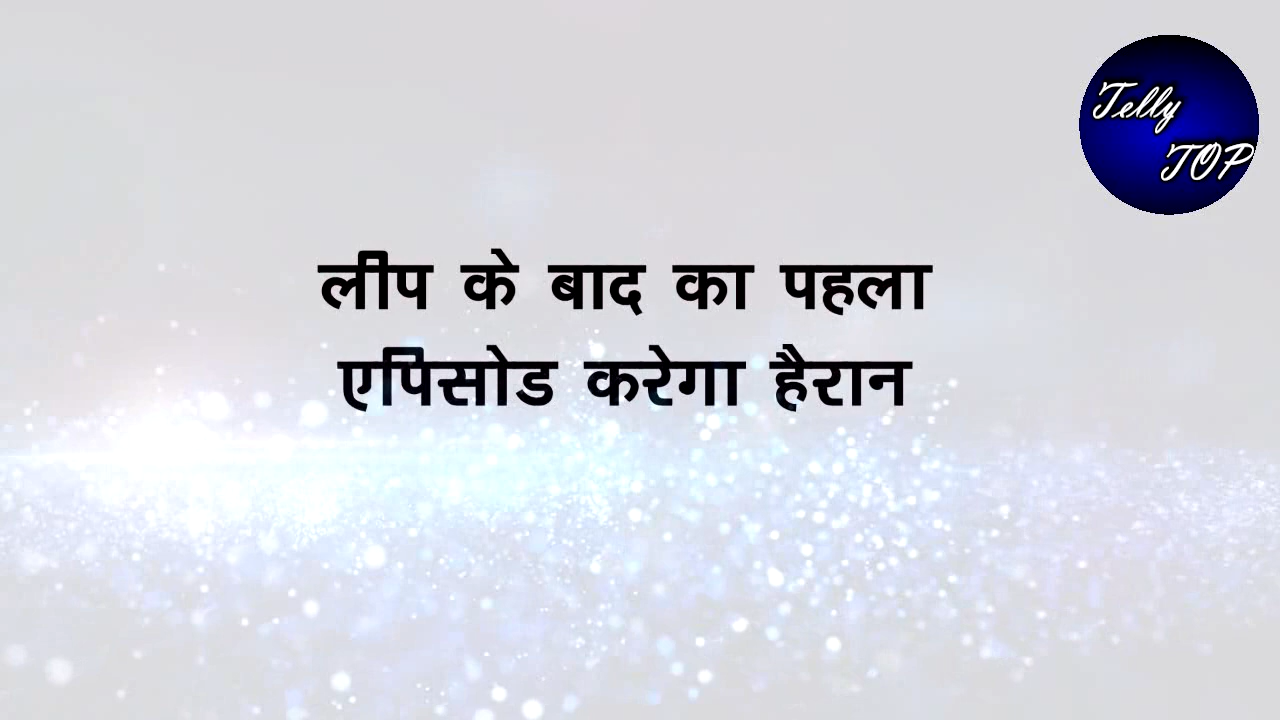 Telly
TOP
लीप के बाद का पहला
एपिसोड करेगा हैरान